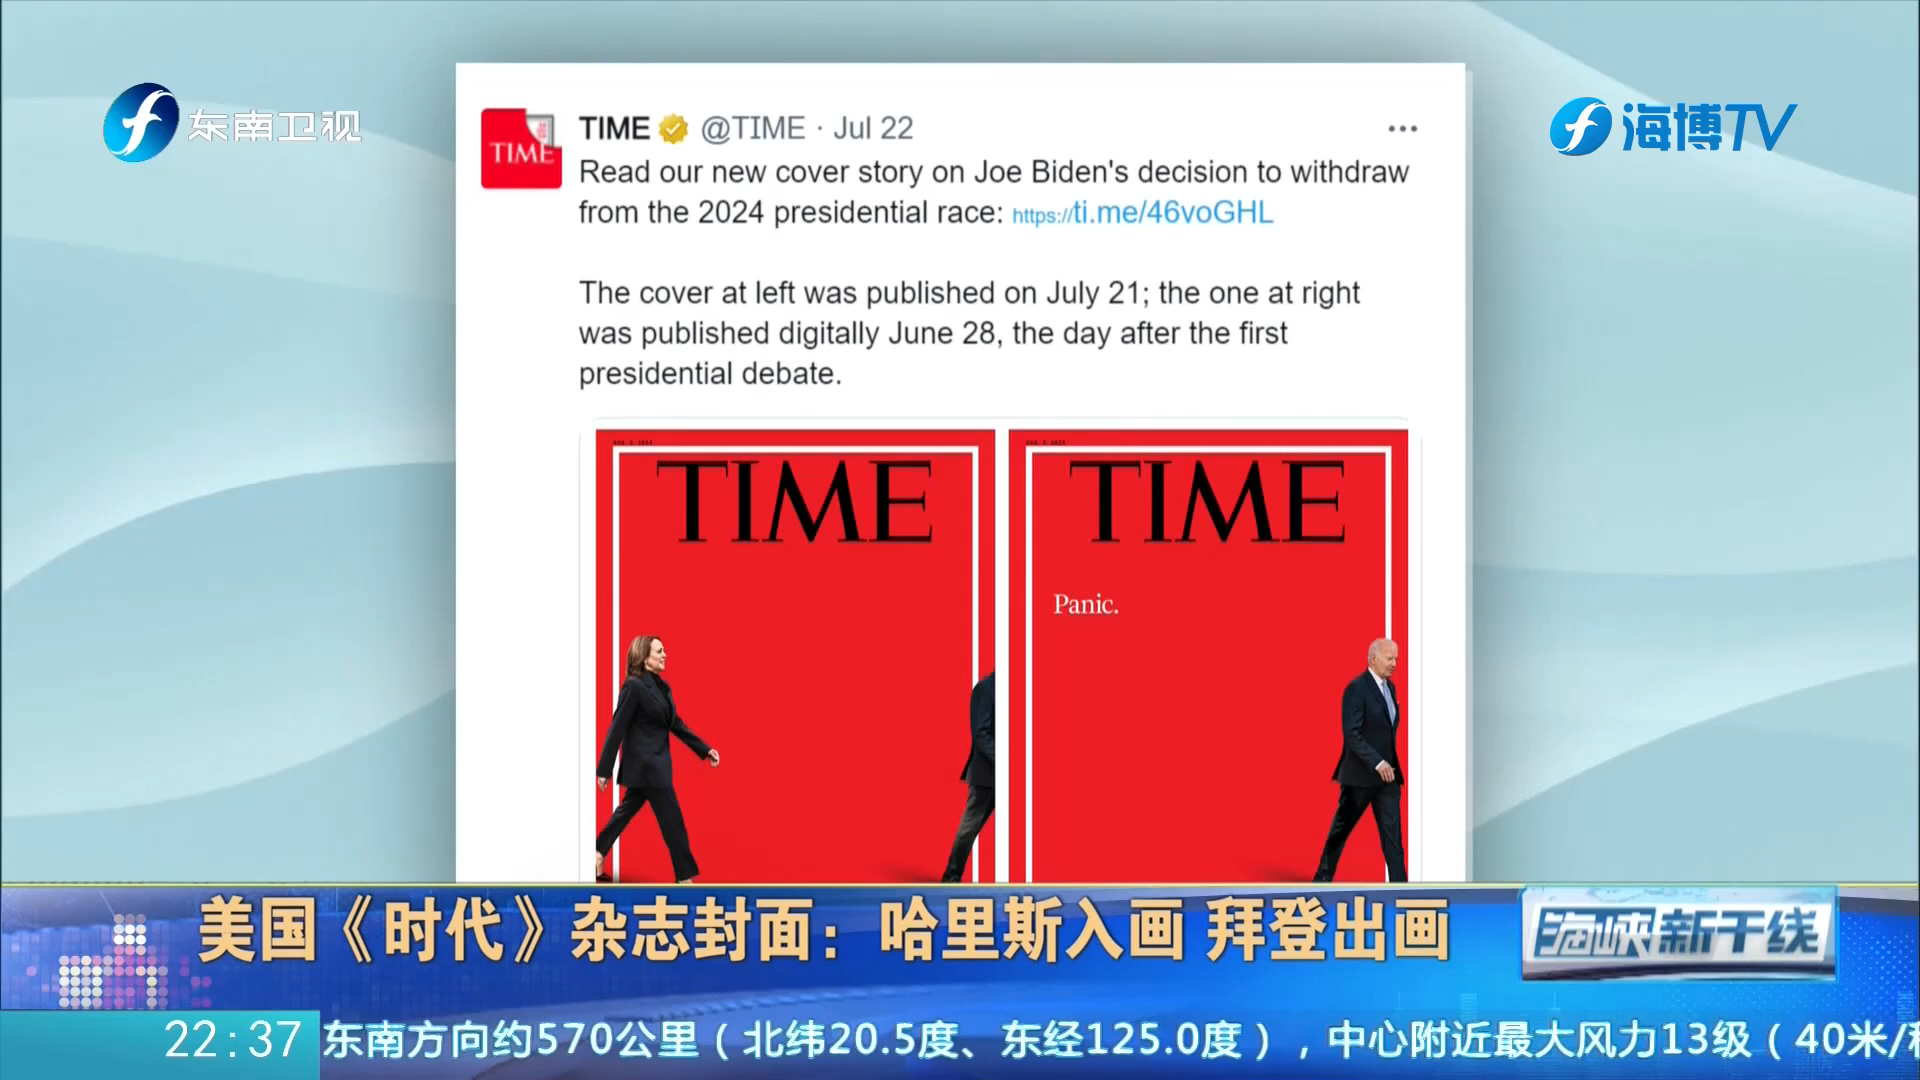 东南卫视
海博TV
TIME
TIME @TIME · Jul 22
Read our new cover story on Joe Biden's decision to withdraw
from the 2024 presidential race: https://ti.me/46voGHL
The cover at left was published on July 21; the one at right
was published digitally June 28, the day after the first
presidential debate.
TIME
TIME
Panic.
美国《时代》杂志封面：哈里斯入画 拜登出画
海峡新干线
22:37
东南方向约570公里（北纬20.5度、东经125.0度），中心附近最大风力13级（40米/